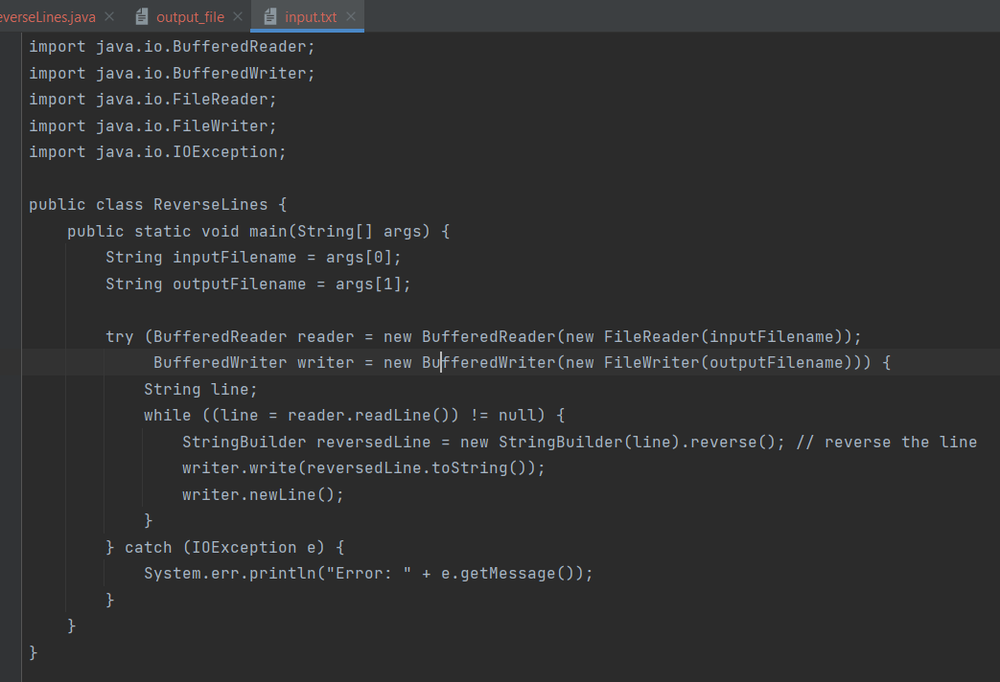 everseLines.java output_file input.txt
import java.io.BufferedReader;
import java.io.BufferedWriter;
import java.io.FileReader;
import java.io.FileWriter;
import java.io.IOException;

public class ReverseLines {
    public static void main(String[] args) {
        String inputFilename = args[0];
        String outputFilename = args[1];

        try (BufferedReader reader = new BufferedReader(new FileReader(inputFilename));
             BufferedWriter writer = new BufferedWriter(new FileWriter(outputFilename))) {
            String line;
            while ((line = reader.readLine()) != null) {
                StringBuilder reversedLine = new StringBuilder(line).reverse(); // reverse the line
                writer.write(reversedLine.toString());
                writer.newLine();
            }
        } catch (IOException e) {
            System.err.println("Error: " + e.getMessage());
        }
    }
}